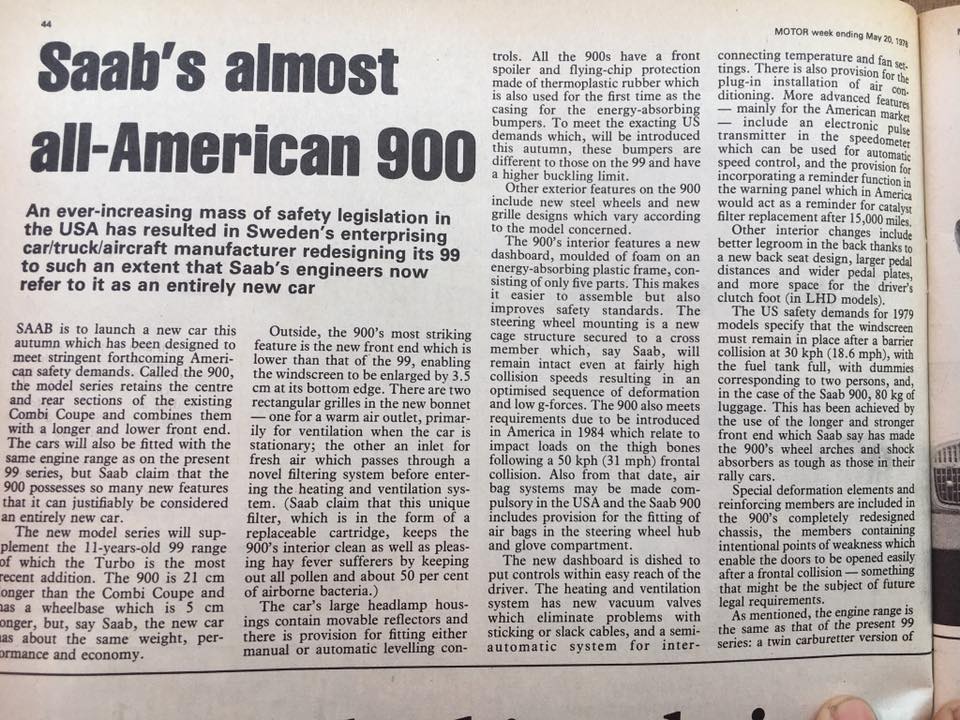 44
MOTOR week ending May 20, 1978
Saab's almost
all-American 900
An ever-increasing mass of safety legislation in
the USA has resulted in Sweden's enterprising
car/truck/aircraft manufacturer redesigning its 99
to such an extent that Saab's engineers now
refer to it as an entirely new car
SAAB is to launch a new car this
autumn which has been designed to
meet stringent forthcoming Ameri-
can safety demands. Called the 900,
the model series retains the centre
and rear sections of the existing
Combi Coupe and combines them
with a longer and lower front end.
The cars will also be fitted with the
same engine range as on the present
99 series, but Saab claim that the
900 possesses so many new features
that it can justifiably be considered
an entirely new car.
The new model series will sup-
plement the 11-years-old 99 range
of which the Turbo is the most
recent addition. The 900 is 21 cm
onger than the Combi Coupe and
as a wheelbase which is 5 cm
onger, but, say Saab, the new car
as about the same weight, per-
ormance and economy.
Outside, the 900's most striking
feature is the new front end which is
lower than that of the 99, enabling
the windscreen to be enlarged by 3.5
cm at its bottom edge. There are two
rectangular grilles in the new bonnet
— one for a warm air outlet, primar-
ily for ventilation when the car is
stationary; the other an inlet for
fresh air which passes through a
novel filtering system before enter-
ing the heating and ventilation sys-
tem. (Saab claim that this unique
filter, which is in the form of a
replaceable cartridge, keeps the
900's interior clean as well as pleas-
ing hay fever sufferers by keeping
out all pollen and about 50 per cent
of airborne bacteria.)
The car's large headlamp hous-
ings contain movable reflectors and
there is provision for fitting either
manual or automatic levelling con-
trols. All the 900s have a front
spoiler and flying-chip protection
made of thermoplastic rubber which
is also used for the first time as the
casing for the energy-absorbing
bumpers. To meet the exacting US
demands which, will be introduced
this autumn, these bumpers are
different to those on the 99 and have
a higher buckling limit.
Other exterior features on the 900
include new steel wheels and new
grille designs which vary according
to the model concerned.
The 900's interior features a new
dashboard, moulded of foam on an
energy-absorbing plastic frame, con-
sisting of only five parts. This makes
it easier to assemble but also
improves safety standards. The
steering wheel mounting is a new
cage structure secured to a cross
member which, say Saab, will
remain intact even at fairly high
collision speeds resulting in an
optimised sequence of deformation
and low g-forces. The 900 also meets
requirements due to be introduced
in America in 1984 which relate to
impact loads on the thigh bones
following a 50 kph (31 mph) frontal
collision. Also from that date, air
bag systems may be made com-
pulsory in the USA and the Saab 900
includes provision for the fitting of
air bags in the steering wheel hub
and glove compartment.
The new dashboard is dished to
put controls within easy reach of the
driver. The heating and ventilation
system has new vacuum valves
which eliminate problems with
sticking or slack cables, and a semi-
automatic system for inter-
connecting temperature and fan set-
tings. There is also provision for the
plug-in installation of air con-
ditioning. More advanced features
— mainly for the American market
— include an electronic pulse
transmitter in the speedometer
which can be used for automatic
speed control, and the provision for
incorporating a reminder function in
the warning panel which in America
would act as a reminder for catalyst
filter replacement after 15,000 miles.
Other interior changes include
better legroom in the back thanks to
a new back seat design, larger pedal
distances and wider pedal plates,
and more space for the driver's
clutch foot (in LHD models).
The US safety demands for 1979
models specify that the windscreen
must remain in place after a barrier
collision at 30 kph (18.6 mph), with
the fuel tank full, with dummies
corresponding to two persons, and,
in the case of the Saab 900, 80 kg of
luggage. This has been achieved by
the use of the longer and stronger
front end which Saab say has made
the 900's wheel arches and shock
absorbers as tough as those in their
rally cars.
Special deformation elements and
reinforcing members are included in
the 900's completely redesigned
chassis, the members containing
intentional points of weakness which
enable the doors to be opened easily
after a frontal collision — something
that might be the subject of future
legal requirements.
As mentioned, the engine range is
the same as that of the present 99
series: a twin carburetter version of